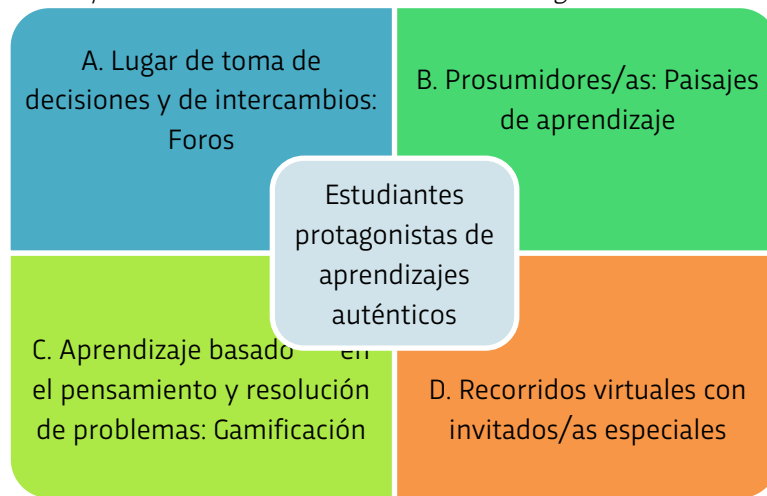 A. Lugar de toma de
decisiones y de intercambios:
Foros
B. Prosumidores/as: Paisajes
de aprendizaje
Estudiantes
protagonistas de
aprendizajes
auténticos
C. Aprendizaje basado en
el pensamiento y resolución
de problemas: Gamificación
D. Recorridos virtuales con
invitados/as especiales